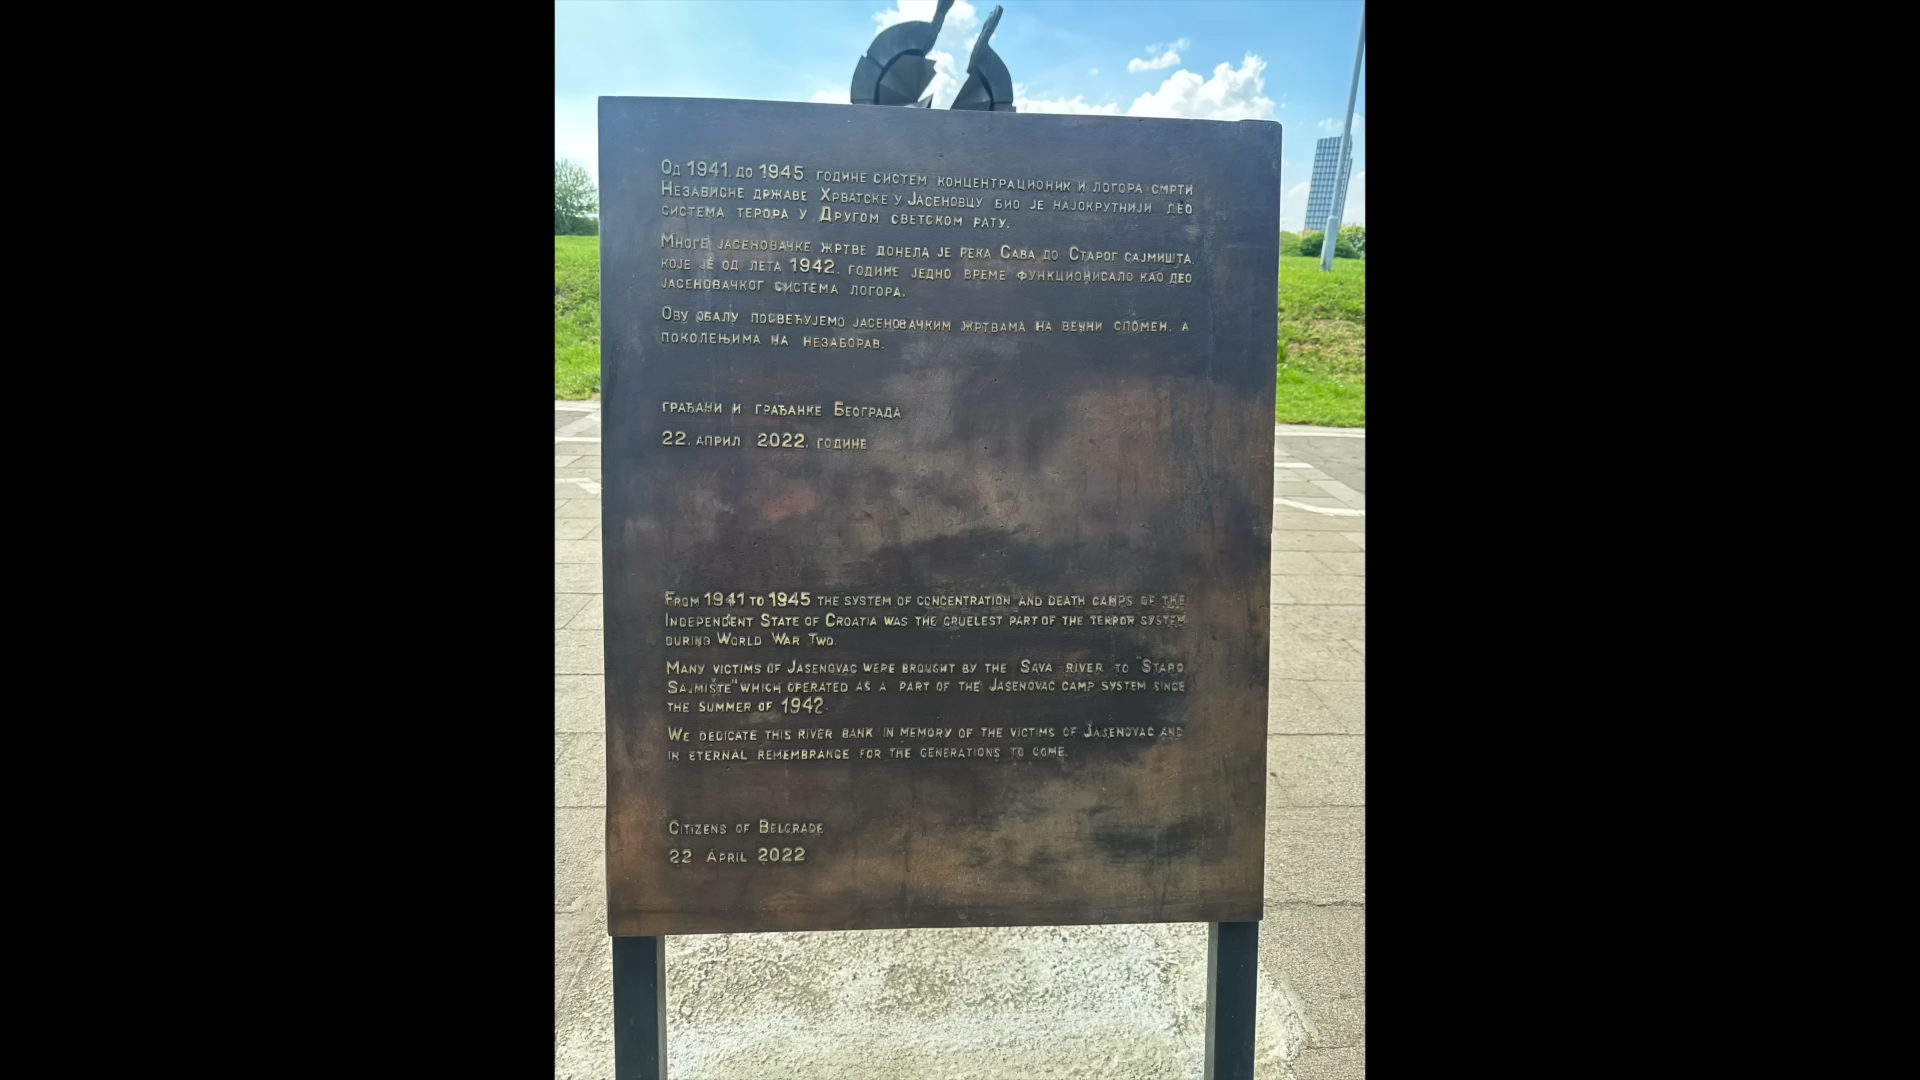 Од 1941. до 1945. године систем концентрационик и логора смрти
Независне државе Хрватске у Јасеновцу био је најокрутнији део
система терора у Другом светском рату.
Многе јасеновачке жртве донела је река Сава до Старог сајмишта,
које је од лета 1942. године једно време функционисало као део
јасеновачког система логора.
Ову обалу посвећујемо јасеновачким жртвама на вечни спомен, а
поколењима на незаборав.
грађани и грађанке Београда
22. април 2022. године
From 1941 to 1945 the system of concentration and death camps of the
Independent State of Croatia was the cruelest part of the terror system
during World War Two.
Many victims of Jasenovac were brought by the Sava river to "Staro
Sajmište" which operated as a part of the Jasenovac camp system since
the summer of 1942.
We dedicate this river bank in memory of the victims of Jasenovac and
in eternal remembrance for the generations to come.
Citizens of Belgrade
22 April 2022